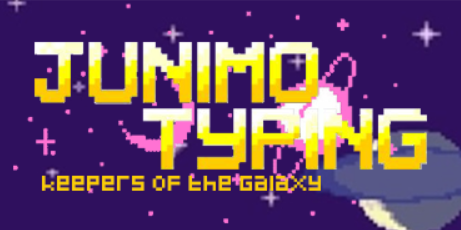 JUNIMO
TYPING
keepers of the Galaxy